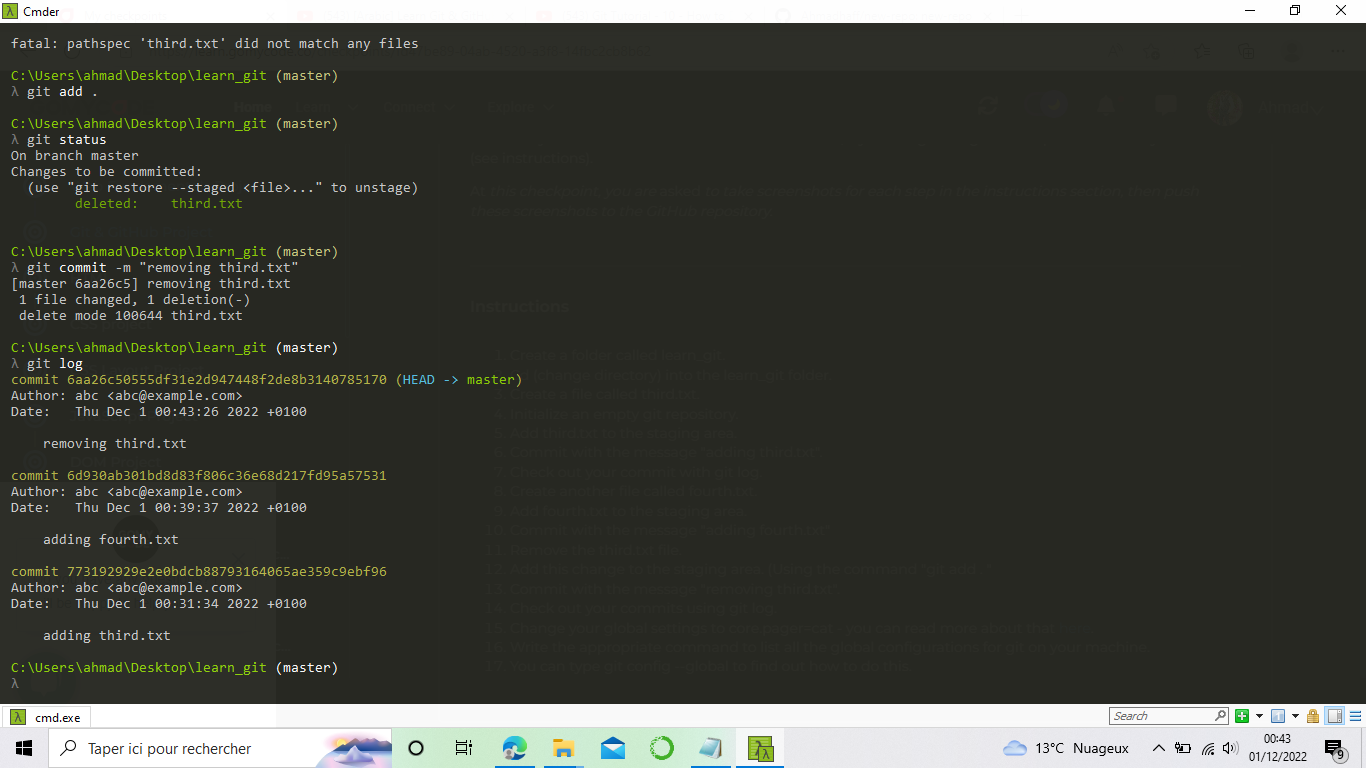 Cmder
fatal: pathspec 'third.txt' did not match any files
C:\Users\ahmad\Desktop\learn_git (master)
λ git add .
C:\Users\ahmad\Desktop\learn_git (master)
λ git status
On branch master
Changes to be committed:
(use "git restore --staged <file>..." to unstage)
deleted:    third.txt
C:\Users\ahmad\Desktop\learn_git (master)
λ git commit -m "removing third.txt"
[master 6aa26c5] removing third.txt
1 file changed, 1 deletion(-)
delete mode 100644 third.txt
C:\Users\ahmad\Desktop\learn_git (master)
λ git log
commit 6aa26c50555df31e2d947448f2de8b3140785170 (HEAD -> master)
Author: abc <abc@example.com>
Date:   Thu Dec 1 00:43:26 2022 +0100
removing third.txt
commit 6d930ab301bd8d83f806c36e68d217fd95a57531
Author: abc <abc@example.com>
Date:   Thu Dec 1 00:39:37 2022 +0100
adding fourth.txt
commit 773192929e2e0bdcb88793164065ae359c9ebf96
Author: abc <abc@example.com>
Date:   Thu Dec 1 00:31:34 2022 +0100
adding third.txt
C:\Users\ahmad\Desktop\learn_git (master)
λ
cmd.exe
Search
Taper ici pour rechercher
13°C Nuageux
00:43
01/12/2022
9